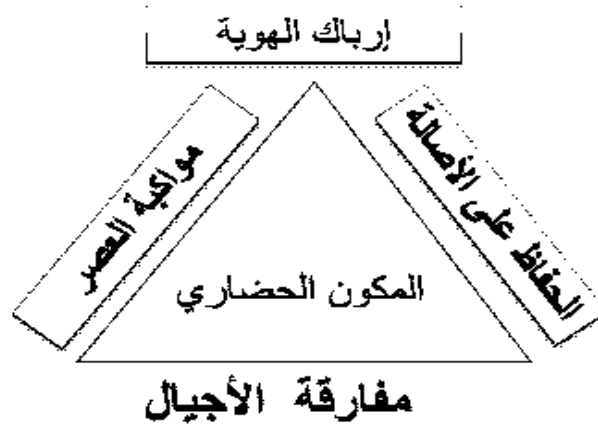 إرباك الهوية
الحفاظ على الأصالة
مواكبة العصر
المكون الحضاري
مفارقة الأجيال